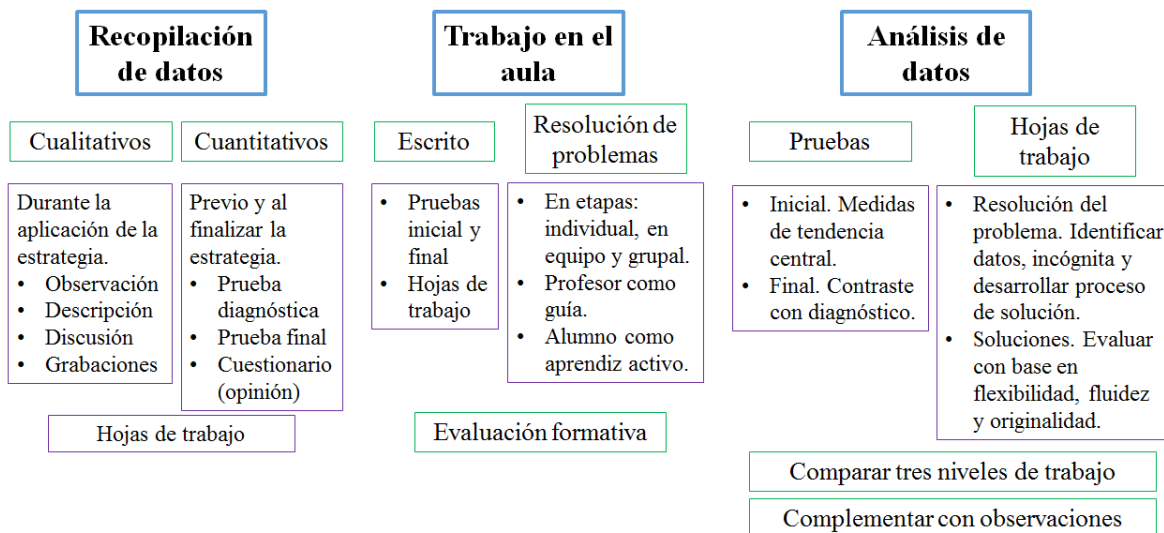 Recopilación
de datos
Cualitativos
Cuantitativos
Durante la
aplicación de la
estrategia.
• Observación
• Descripción
• Discusión
• Grabaciones
Previo y al
finalizar la
estrategia.
• Prueba
diagnóstica
• Prueba final
• Cuestionario
(opinión)
Hojas de trabajo
Trabajo en el
aula
Escrito
Resolución de
problemas
• Pruebas
inicial y
final
• Hojas de
trabajo
• En etapas:
individual, en
equipo y grupal.
• Profesor como
guía.
• Alumno como
aprendiz activo.
Evaluación formativa
Análisis de
datos
Pruebas
Hojas de
trabajo
• Inicial. Medidas
de tendencia
central.
• Final. Contraste
con diagnóstico.
• Resolución del
problema. Identificar
datos, incógnita y
desarrollar proceso
de solución.
• Soluciones. Evaluar
con base en
flexibilidad, fluidez
y originalidad.
Comparar tres niveles de trabajo
Complementar con observaciones